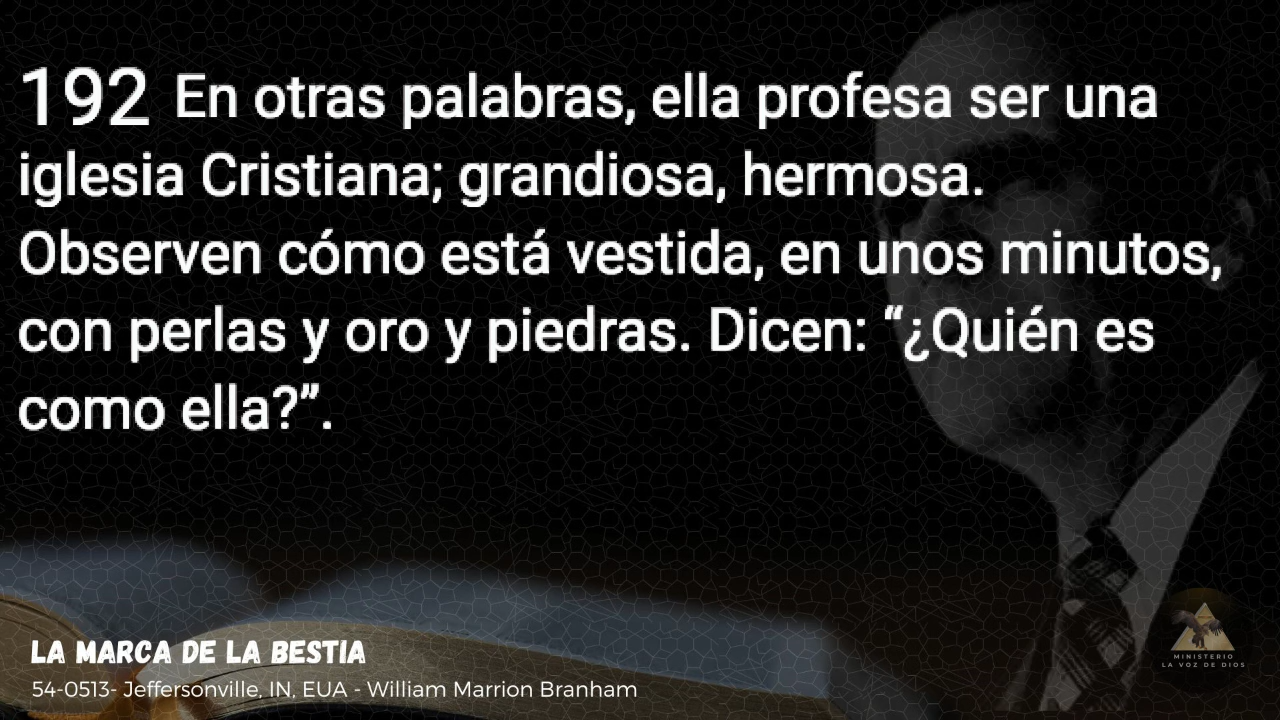 192 En otras palabras, ella profesa ser una
iglesia Cristiana; grandiosa, hermosa.
Observen cómo está vestida, en unos minutos,
con perlas y oro y piedras. Dicen: “¿Quién es
como ella?”.
LA MARCA DE LA BESTIA
54-0513- Jeffersonville, IN, EUA - William Marrion Branham
MINISTERIO
LA VOZ DE DIOS